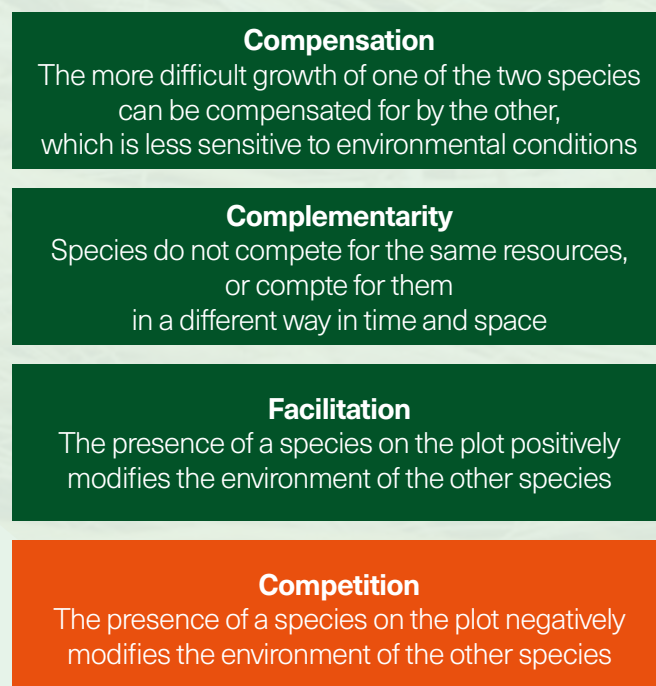 Compensation
The more difficult growth of one of the two species
can be compensated for by the other,
which is less sensitive to environmental conditions
Complementarity
Species do not compete for the same resources,
or compte for them
in a different way in time and space
Facilitation
The presence of a species on the plot positively
modifies the environment of the other species
Competition
The presence of a species on the plot negatively
modifies the environment of the other species